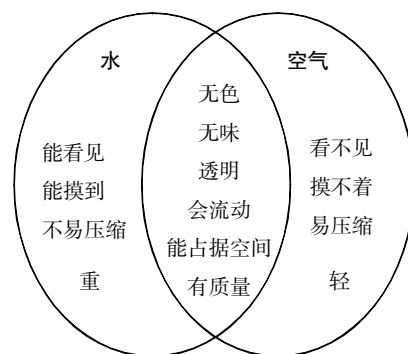 水
能看见
能摸到
不易压缩
重
无色
无味
透明
会流动
能占据空间
有质量
空气
看不见
摸不着
易压缩
轻